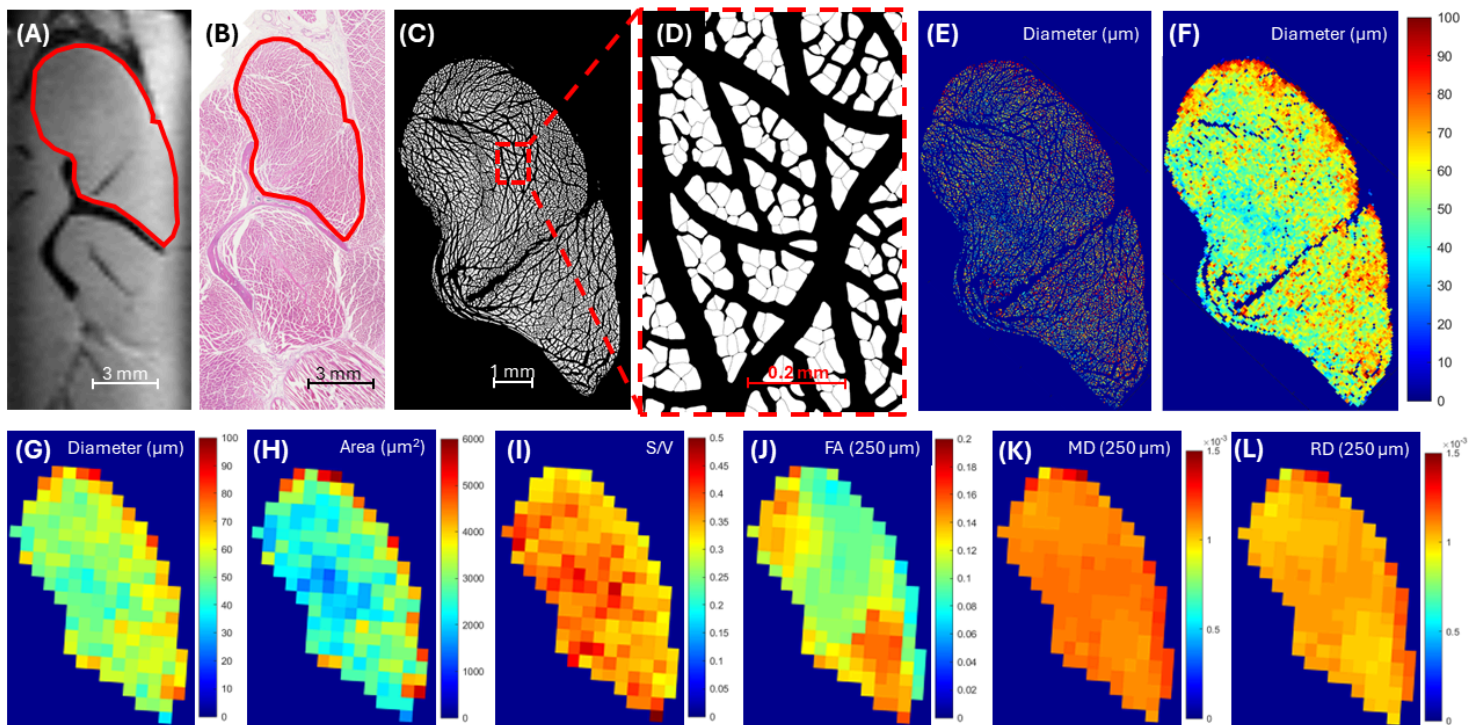 (A)
(B)
(C)
(D)
(E)
Diameter (µm)
(F)
Diameter (µm)
100
90
80
70
60
50
40
30
20
10
0
3 mm
3 mm
1 mm
0.2 mm
(G)
Diameter (µm)
100
90
80
70
60
50
40
30
20
10
0
(H)
Area (µm²)
6000
5000
4000
3000
2000
1000
0
(I)
S/V
0.5
0.45
0.4
0.35
0.3
0.25
0.2
0.15
0.1
0.05
0
(J)
FA (250 µm)
0.2
0.18
0.16
0.14
0.12
0.1
0.08
0.06
0.04
0.02
0
(K)
MD (250 µm)
×10⁻³
1.5
1
0.5
0
(L)
RD (250 µm)
×10⁻³
1.5
1
0.5
0